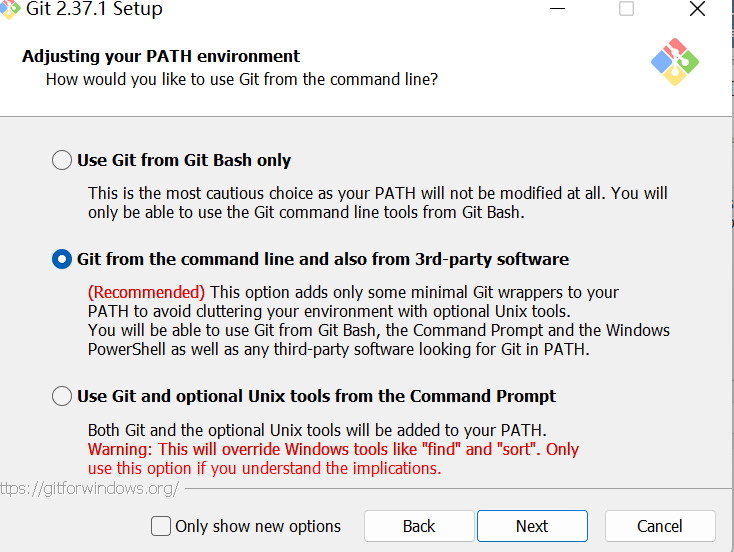 Git 2.37.1 Setup
Adjusting your PATH environment
How would you like to use Git from the command line?
Use Git from Git Bash only
This is the most cautious choice as your PATH will not be modified at all. You will
only be able to use the Git command line tools from Git Bash.
Git from the command line and also from 3rd-party software
(Recommended) This option adds only some minimal Git wrappers to your
PATH to avoid cluttering your environment with optional Unix tools.
You will be able to use Git from Git Bash, the Command Prompt and the Windows
PowerShell as well as any third-party software looking for Git in PATH.
Use Git and optional Unix tools from the Command Prompt
Both Git and the optional Unix tools will be added to your PATH.
Warning: This will override Windows tools like "find" and "sort". Only
use this option if you understand the implications.
ttps://gitforwindows.org/
Only show new options
Back
Next
Cancel